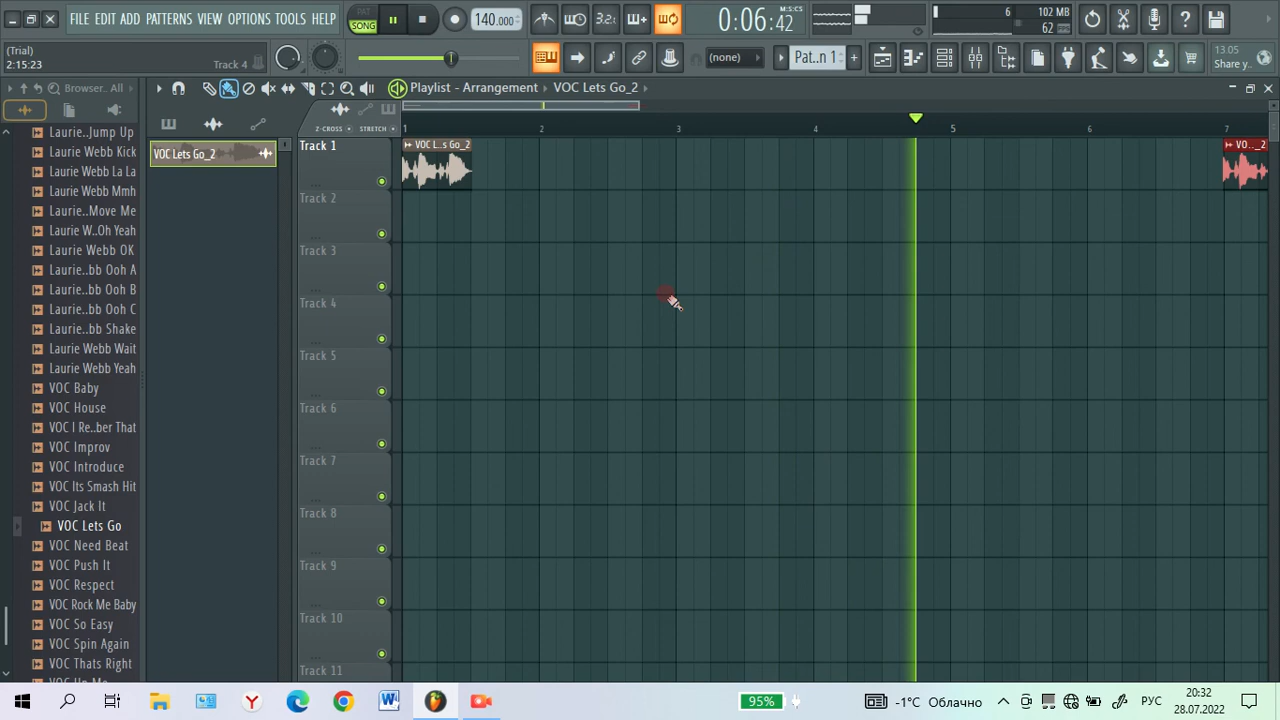 FILE EDIT ADD PATTERNS VIEW OPTIONS TOOLS HELP
PAT
SONG
140.000
3.2.
0:06:42
M:S:CS
6
102 MB
62
(Trial)
2:15:23
Track 4
(none)
Pat..n 1
13.05
Share y..
Browser.. All
Playlist - Arrangement
VOC Lets Go_2
Z-CROSS
STRETCH
1 2 3 4 5 6 7
VOC Lets Go_2
Track 1
VOC L..s Go_2
VO..._2
Track 2
Track 3
Track 4
Track 5
Track 6
Track 7
Track 8
Track 9
Track 10
Track 11
Laurie..Jump Up
Laurie Webb Kick
Laurie Webb La La
Laurie Webb Mmh
Laurie..Move Me
Laurie W..Oh Yeah
Laurie Webb OK
Laurie..bb Ooh A
Laurie..bb Ooh B
Laurie..bb Ooh C
Laurie..bb Shake
Laurie Webb Wait
Laurie Webb Yeah
VOC Baby
VOC House
VOC I Re..ber That
VOC Improv
VOC Introduce
VOC Its Smash Hit
VOC Jack It
VOC Lets Go
VOC Need Beat
VOC Push It
VOC Respect
VOC Rock Me Baby
VOC So Easy
VOC Spin Again
VOC Thats Right
95%
-1°C Облачно
РУС
20:32
28.07.2022